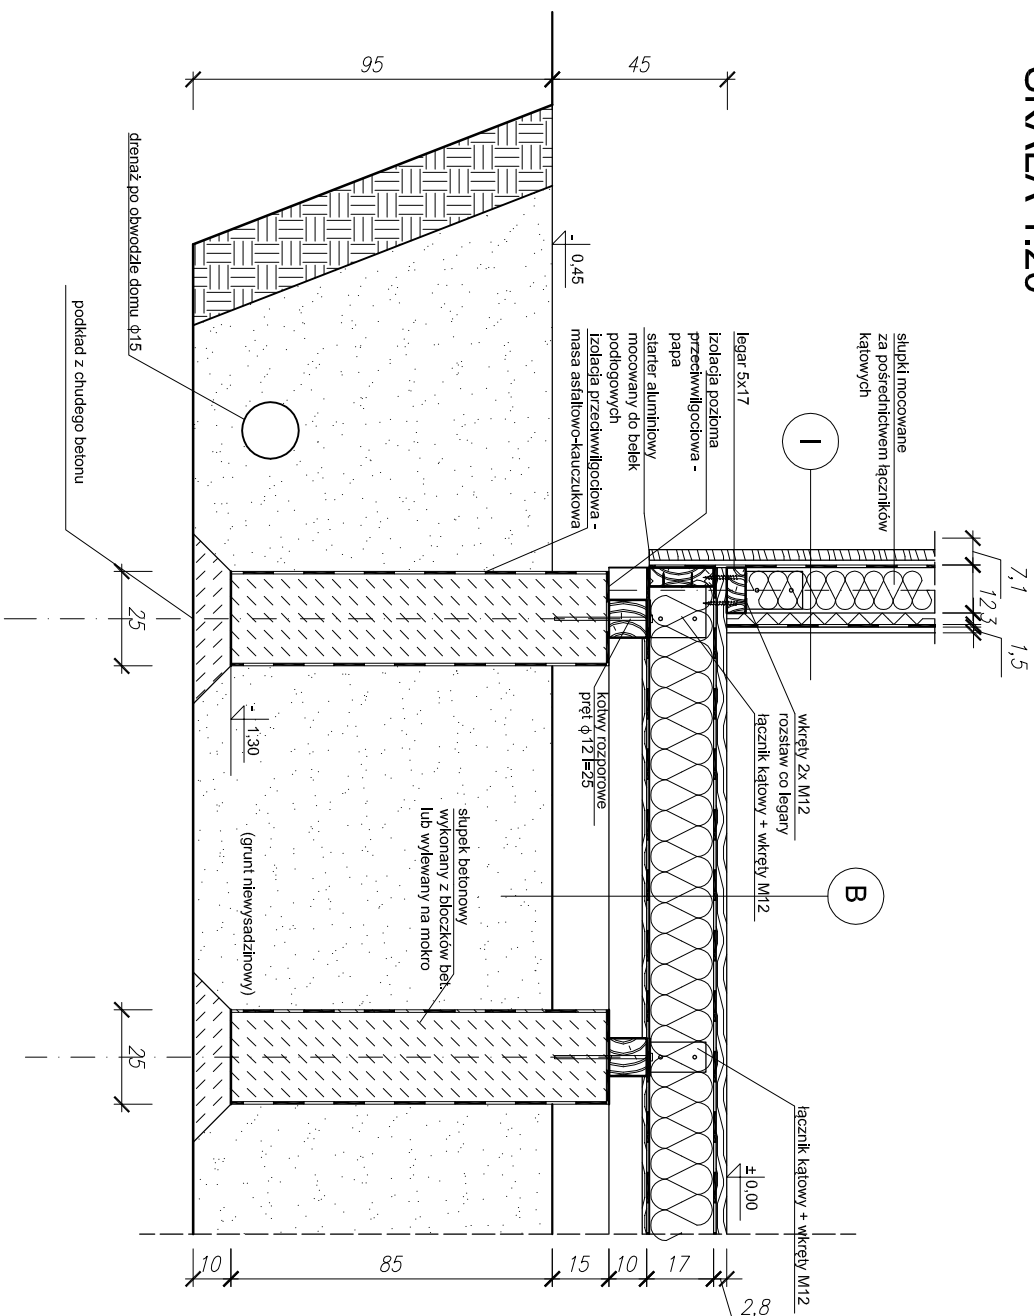 95
45
drenaż po obwodzie domu ϕ15
podkład z chudego betonu
- 0,45
słupki mocowane
za pośrednictwem łączników
kątowych
I
legar 5x17
izolacja pozioma
przeciwwilgociowa -
papa
starter aluminiowy
mocowany do belek
podłogowych
izolacja przeciwwilgociowa -
masa asfaltowo-kauczukowa
7,1
12
3
1,5
25
- 1,30
wkręty 2x M12
rozstaw co legary
łącznik kątowy + wkręty M12
kotwy rozporowe
pręt ϕ12 l=25
B
słupek betonowy
wykonany z bloczków bet.
lub wylewany na mokro
(grunt niewysadzinowy)
25
łącznik kątowy + wkręty M12
±0,00
10
85
15
10
17
2,8